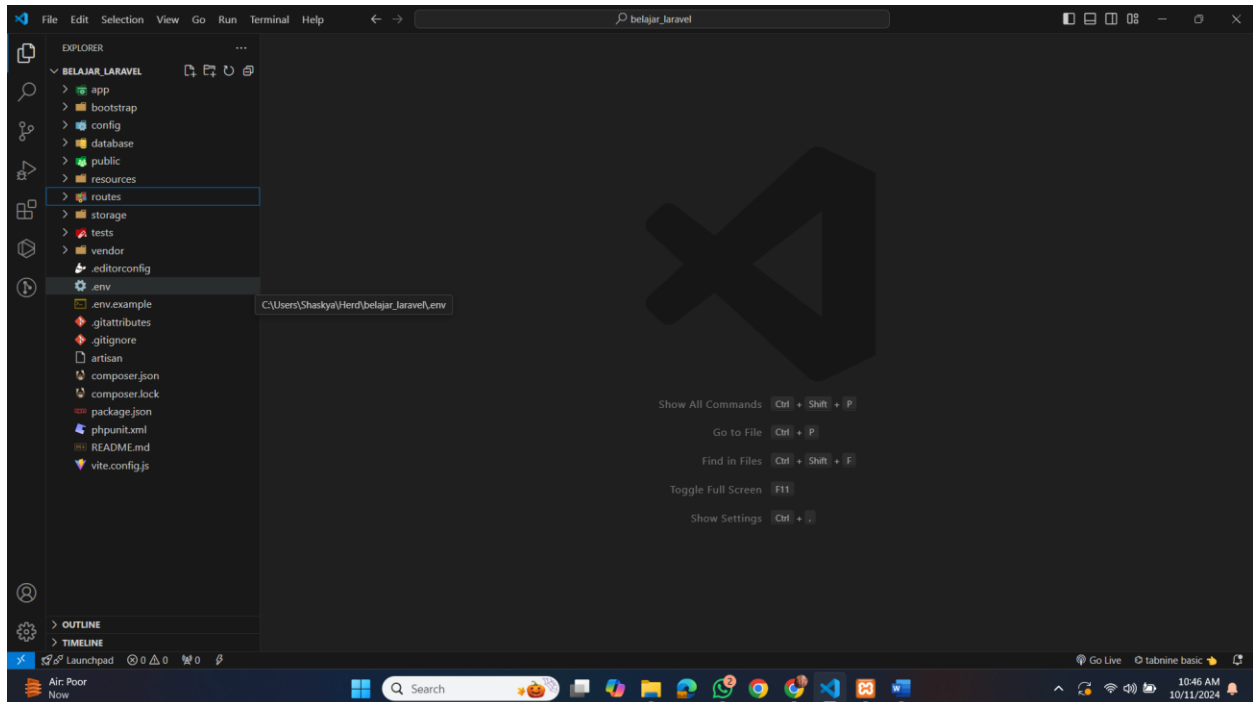 File Edit Selection View Go Run Terminal Help
belajar_laravel
EXPLORER
BELAJAR_LARAVEL
app
bootstrap
config
database
public
resources
routes
storage
tests
vendor
.editorconfig
.env
C:\Users\Shaskya\Herd\belajar_laravel\.env
.env.example
.gitattributes
.gitignore
artisan
composer.json
composer.lock
package.json
phpunit.xml
README.md
vite.config.js
Show All Commands Ctrl + Shift + P
Go to File Ctrl + P
Find in Files Ctrl + Shift + F
Toggle Full Screen F11
Show Settings Ctrl + ,
OUTLINE
TIMELINE
Launchpad 0 0 0 Go Live tabnine basic
Air: Poor
Now
Search
2
10:46 AM
10/11/2024